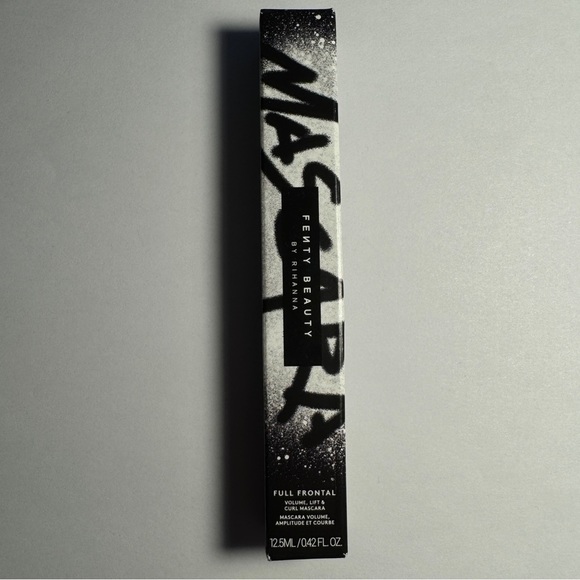 MASCARA
FEИTY BEAUTY
BY RIHANNA
FULL FRONTAL
VOLUME, LIFT &
CURL MASCARA
MASCARA VOLUME,
AMPLITUDE ET COURBE
12.5ML/0.42 FL. OZ.